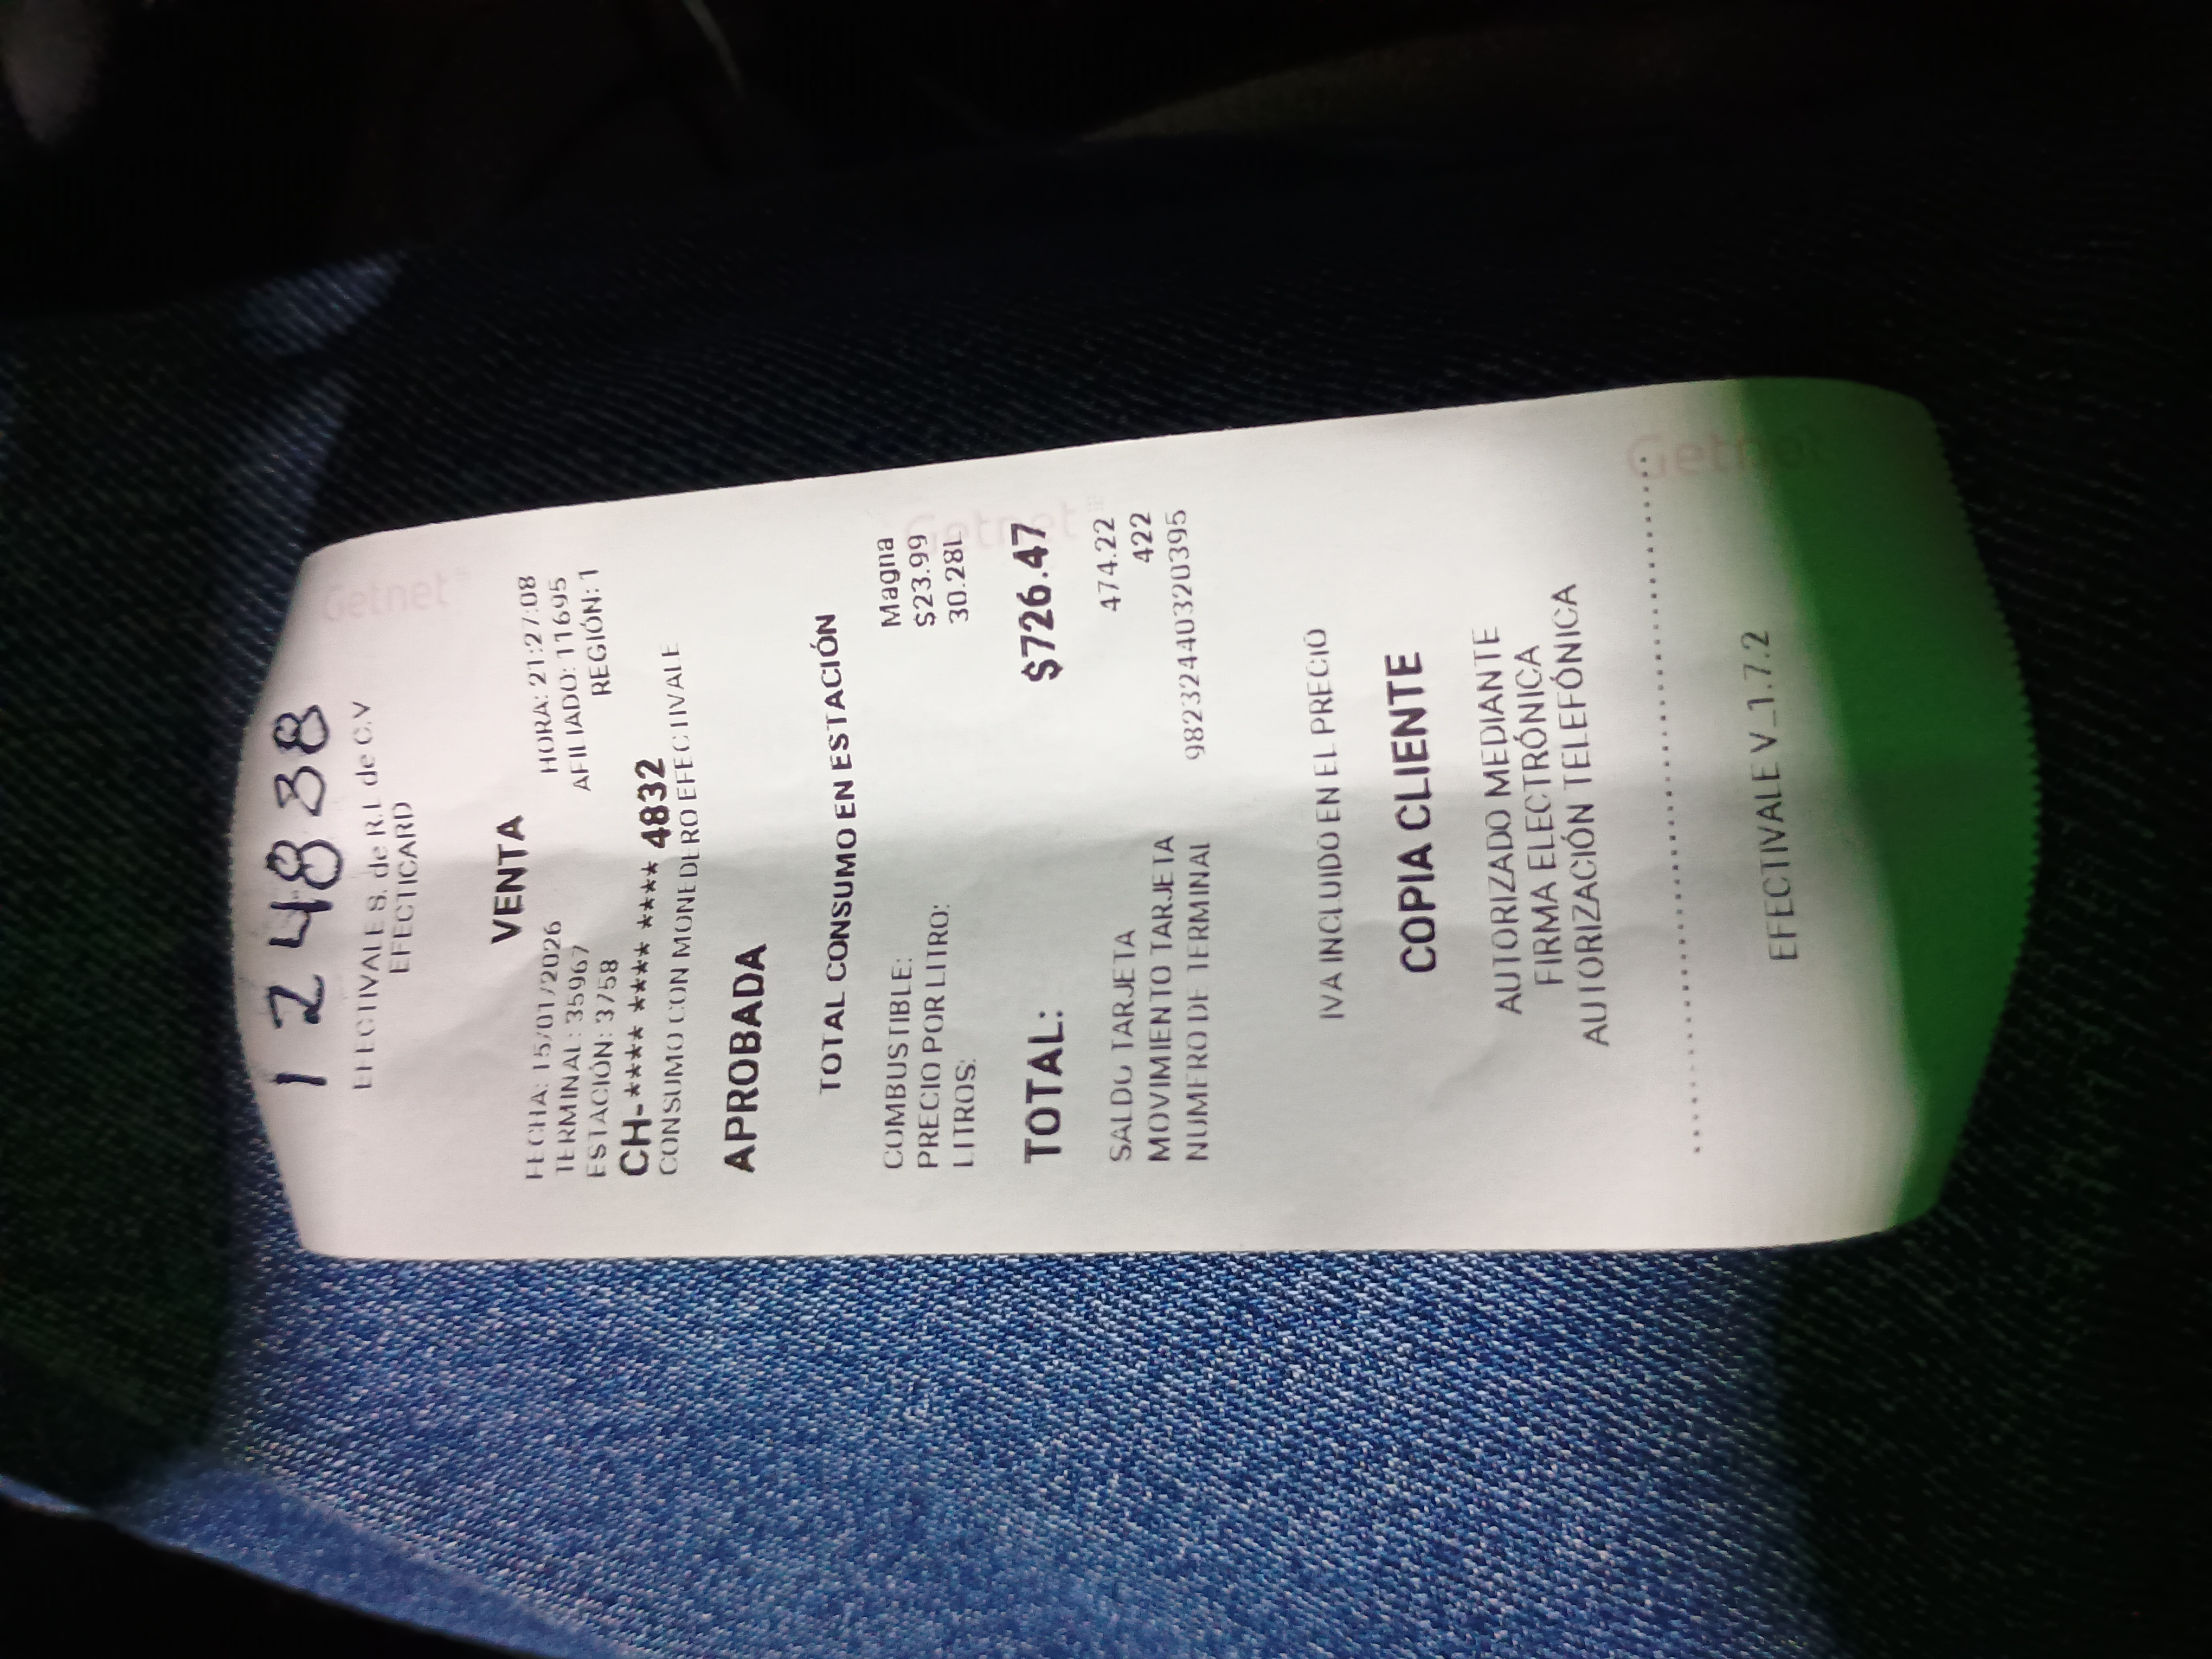 124838
EFECTIVALE S. de R.L de C.V
EFECTICARD
Getnet
VENTA
FECHA: 15/01/2026 HORA: 21:27:08
TERMINAL: 35967 AFILIADO: 11695
ESTACIÓN: 3758 REGIÓN: 1
CH-**** **** **** 4832
CONSUMO CON MONEDERO EFECTIVALE
APROBADA
TOTAL CONSUMO EN ESTACIÓN
COMBUSTIBLE: Magna
PRECIO POR LITRO: $23.99
LITROS: 30.28L
Getnet
TOTAL: $726.47
SALDO TARJETA 474.22
MOVIMIENTO TARJETA 422
NUMERO DE TERMINAL 98232440320395
IVA INCLUIDO EN EL PRECIO
COPIA CLIENTE
AUTORIZADO MEDIANTE
FIRMA ELECTRÓNICA
AUTORIZACIÓN TELEFÓNICA
Getnet
EFECTIVALE V_1.7.2